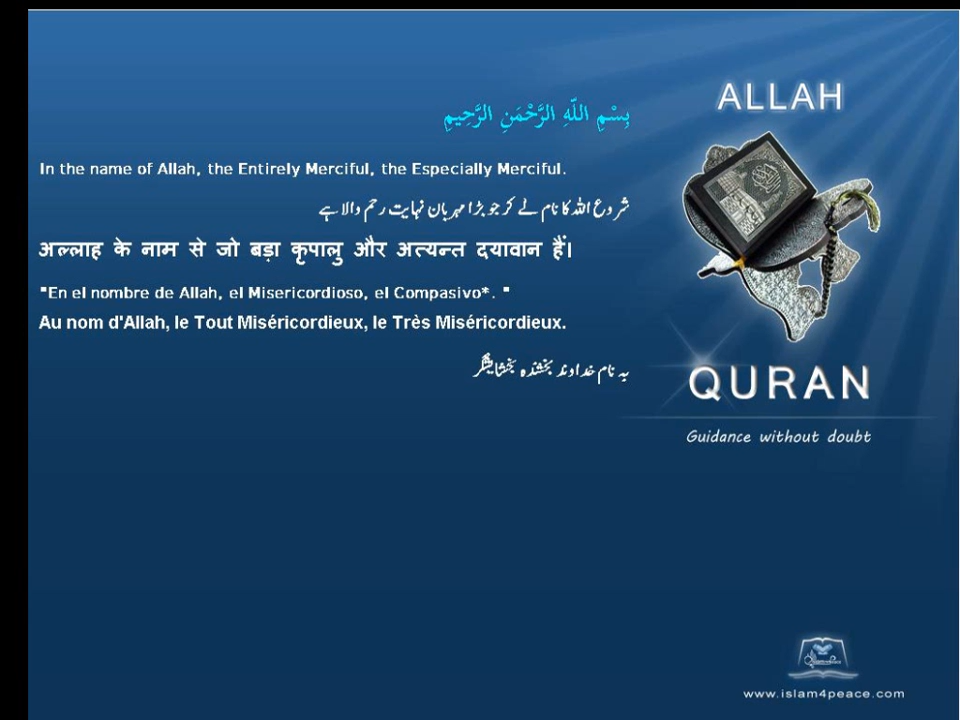 بِسْمِ اللَّهِ الرَّحْمَنِ الرَّحِيمِ
In the name of Allah, the Entirely Merciful, the Especially Merciful.
شروع الله کا نام لے کر جو بڑا مہربان نہایت رحم والا ہے
अल्लाह के नाम से जो बड़ा कृपालु और अत्यन्त दयावान हैं।
"En el nombre de Allah, el Misericordioso, el Compasivo*. "
Au nom d'Allah, le Tout Miséricordieux, le Très Miséricordieux.
به نام خداوند بخشنده بخشایشگر
ALLAH
QURAN
Guidance without doubt
www.islam4peace.com